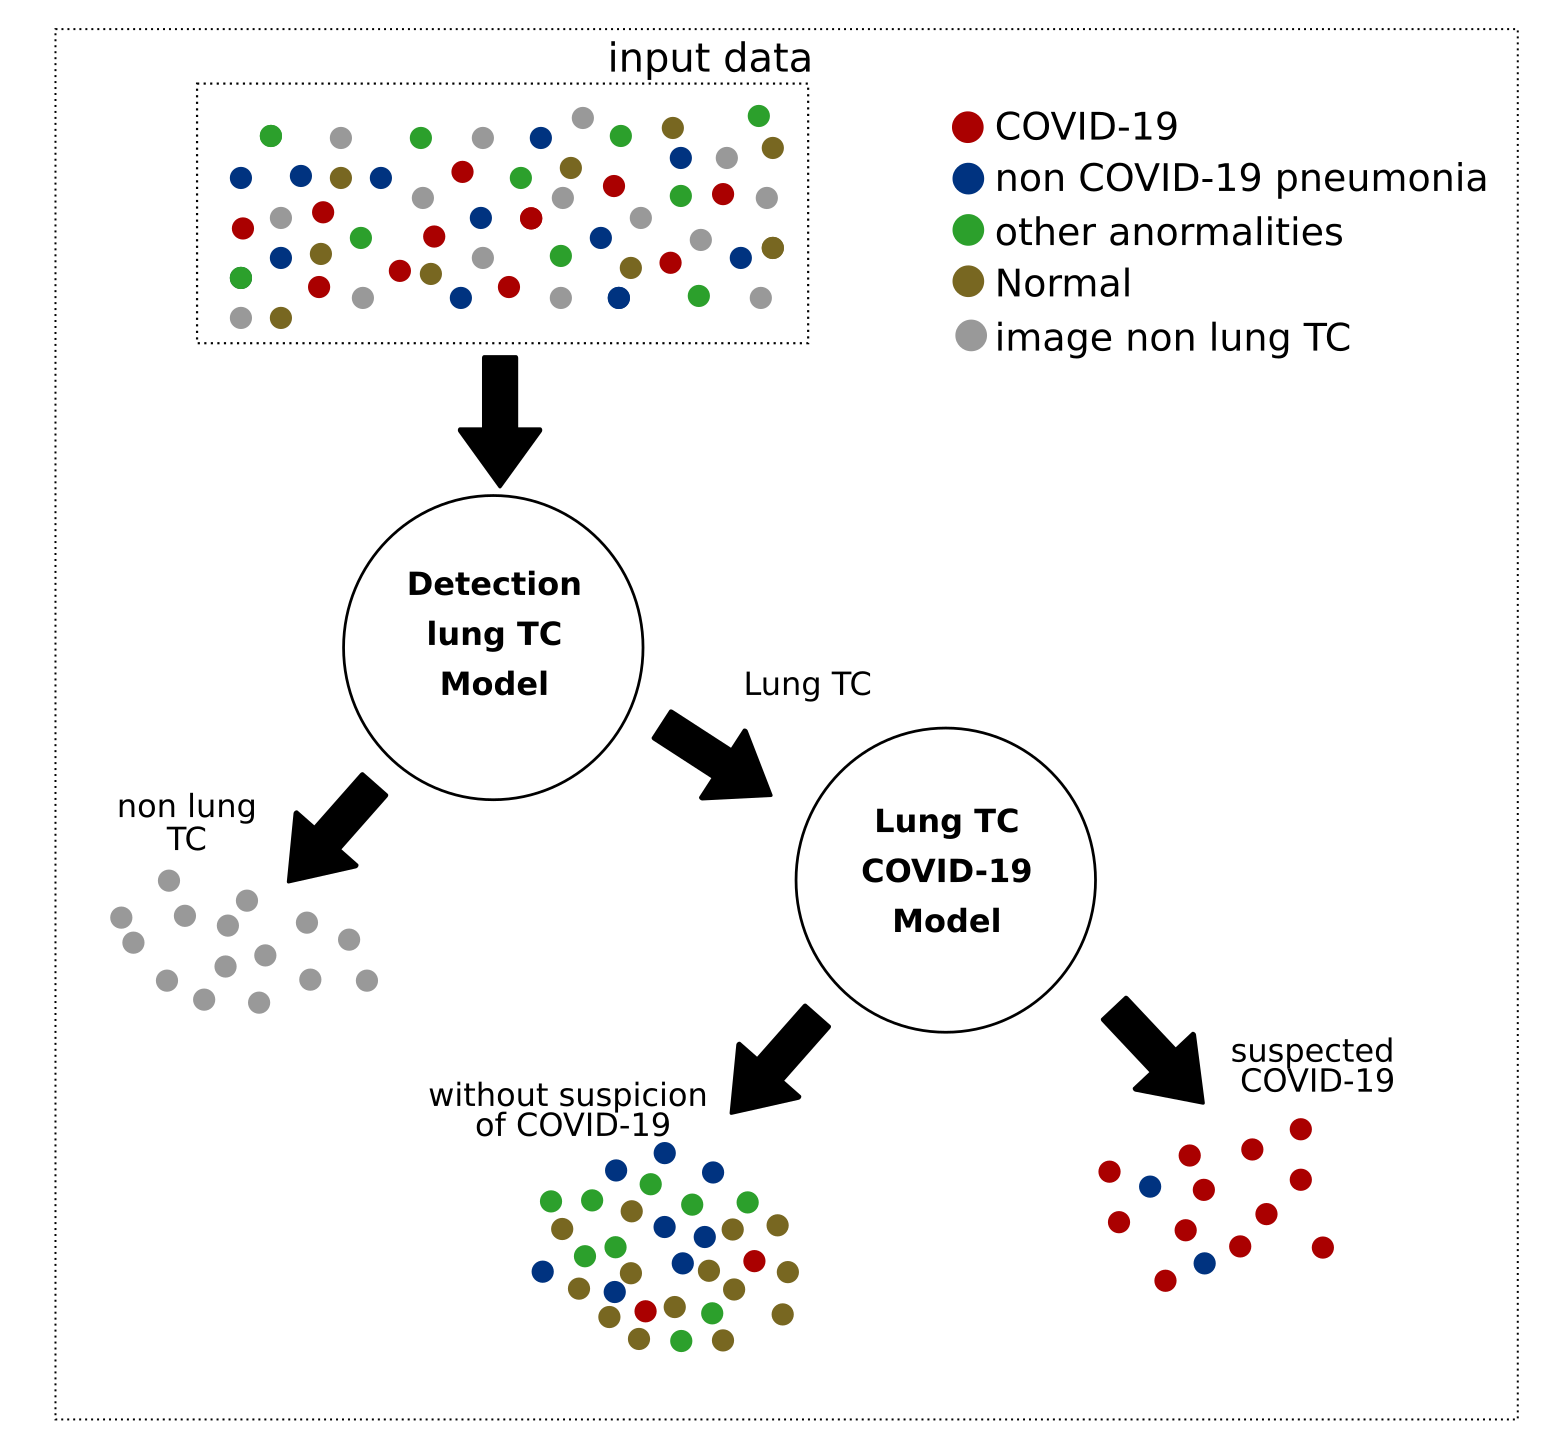 input data
COVID-19
non COVID-19 pneumonia
other anormalities
Normal
image non lung TC
Detection
lung TC
Model
Lung TC
non lung
TC
Lung TC
COVID-19
Model
without suspicion
of COVID-19
suspected
COVID-19